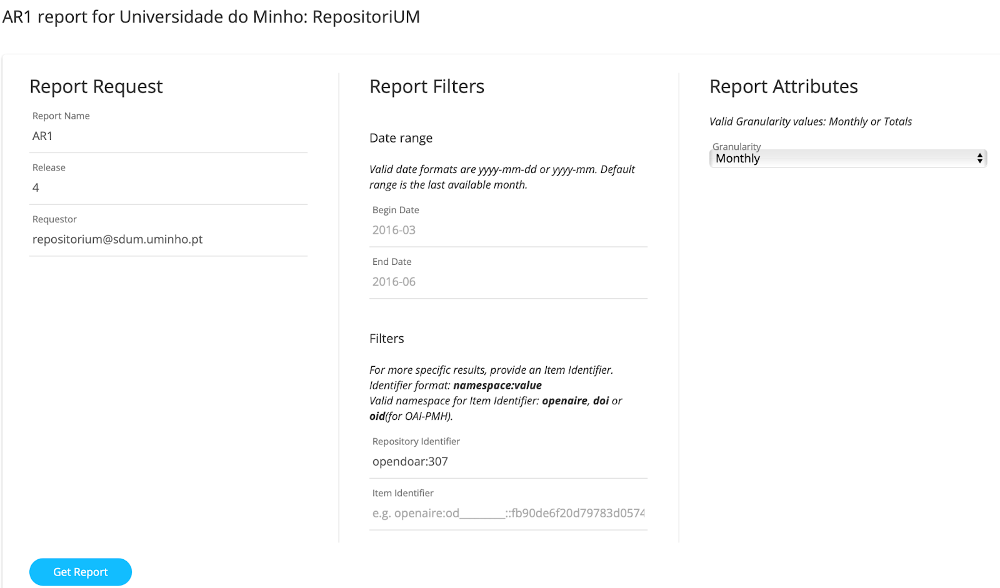 AR1 report for Universidade do Minho: RepositoriUM
Report Request
Report Name
AR1
Release
4
Requestor
repositorium@sdum.uminho.pt
Get Report
Report Filters
Date range
Valid date formats are yyyy-mm-dd or yyyy-mm. Default
range is the last available month.
Begin Date
2016-03
End Date
2016-06
Filters
For more specific results, provide an Item Identifier.
Identifier format: namespace:value
Valid namespace for Item Identifier: openaire, doi or
oid(for OAI-PMH).
Repository Identifier
opendoar:307
Item Identifier
e.g. openaire:od________::fb90de6f20d79783d0574
Report Attributes
Valid Granularity values: Monthly or Totals
Granularity
Monthly